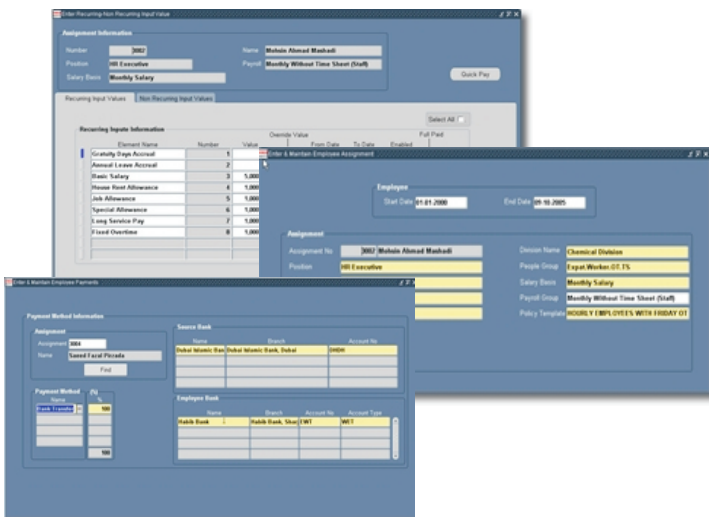 Enter Recurring-Non Recurring Input Value
Assignment Information
Number 3002 Name Mohsin Ahmad Mashadi
Position HR Executive Payroll Monthly Without Time Sheet (Staff)
Salary Basis Monthly Salary
Quick Pay
Recurring Input Values Non Recurring Input Values
Select All
Recurring Inputs Information
Override Value Full Paid
Element Name Number Value From Date To Date Enabled
Gratuity Days Accrual 1
Annual Leave Accrual 2
Basic Salary 3 1,000
House Rent Allowance 4 1,000
Job Allowance 5 1,000
Special Allowance 6 1,000
Long Service Pay 7 1,000
Fixed Overtime 8 1,000
Enter & Maintain Employee Assignment
Employee
Start Date 01-01-2000 End Date 09-10-2005
Assignment
Assignment No 3002 Mohsin Ahmad Mashadi Division Name Chemical Division
Position HR Executive People Group Expat.Worker.OT.TS
Salary Basis Monthly Salary
Payroll Group Monthly Without Time Sheet (Staff)
Policy Template HOURLY EMPLOYEES WITH FRIDAY OT
Enter & Maintain Employee Payments
Payment Method Information
Assignment
Assignment 3004
Name Saeed Fazal Pirzada
Find
Source Bank
Name Branch Account No
Dubai Islamic Ban Dubai Islamic Bank, Dubai
Payment Method (%)
Name %
Bank Transfer 100
100
Employee Bank
Name Branch Account No Account Type
Habib Bank Habib Bank, EWT WET